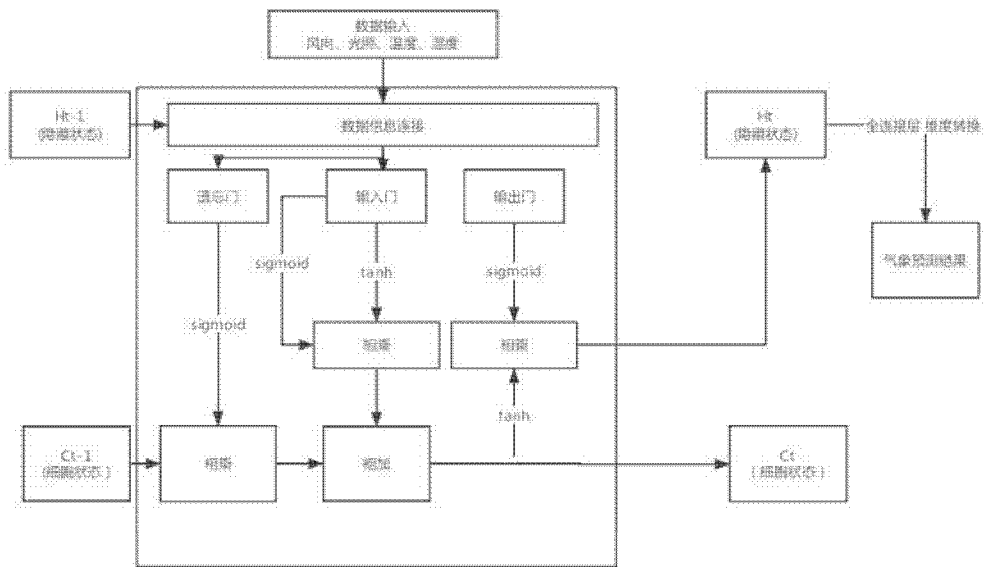 数据输入
风向、光照、温度、湿度
Ht-1
(隐藏状态)
数据信息连接
Ht
(隐藏状态)
全连接层 维度转换
遗忘门
输入门
输出门
气象预测结果
sigmoid
tanh
sigmoid
sigmoid
相乘
相乘
tanh
Ct-1
(细胞状态)
相乘
相加
Ct
(细胞状态)